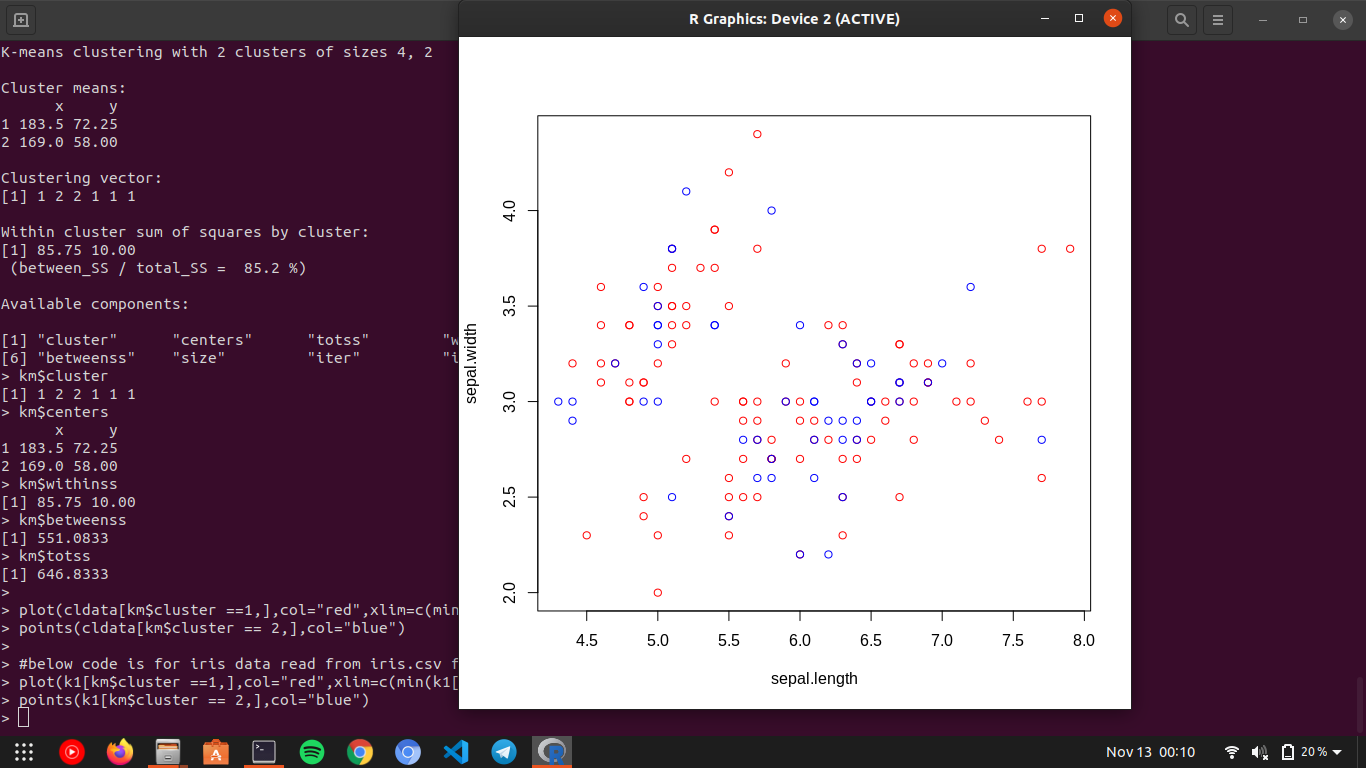 R Graphics: Device 2 (ACTIVE)
K-means clustering with 2 clusters of sizes 4, 2
Cluster means:
x y
1 183.5 72.25
2 169.0 58.00
Clustering vector:
[1] 1 2 2 1 1 1
Within cluster sum of squares by cluster:
[1] 85.75 10.00
(between_SS / total_SS = 85.2 %)
Available components:
[1] "cluster" "centers" "totss" "w
[6] "betweenss" "size" "iter" "i
> km$cluster
[1] 1 2 2 1 1 1
> km$centers
x y
1 183.5 72.25
2 169.0 58.00
> km$withinss
[1] 85.75 10.00
> km$betweenss
[1] 551.0833
> km$totss
[1] 646.8333
>
> plot(cldata[km$cluster ==1,],col="red",xlim=c(min
> points(cldata[km$cluster == 2,],col="blue")
>
> #below code is for iris data read from iris.csv f
> plot(k1[km$cluster ==1,],col="red",xlim=c(min(k1[
> points(k1[km$cluster == 2,],col="blue")
>
sepal.width
4.0
3.5
3.0
2.5
2.0
4.5 5.0 5.5 6.0 6.5 7.0 7.5 8.0
sepal.length
Nov 13 00:10
20 %